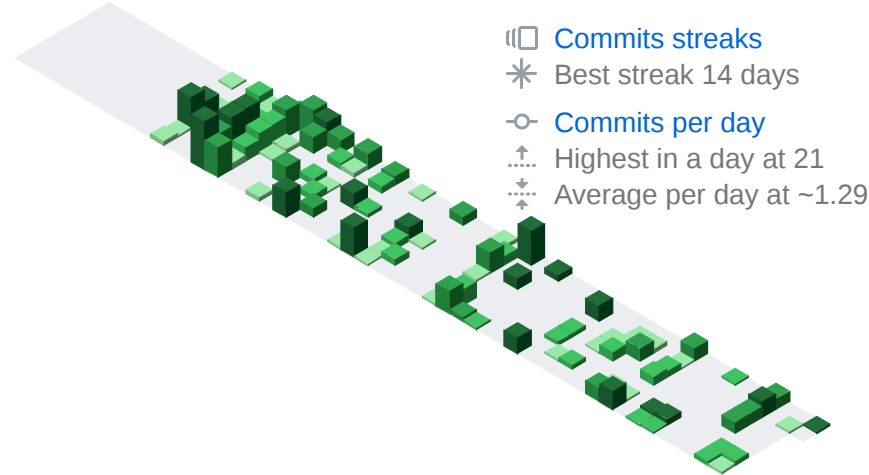 Commits streaks
Best streak 14 days
Commits per day
Highest in a day at 21
Average per day at ~1.29